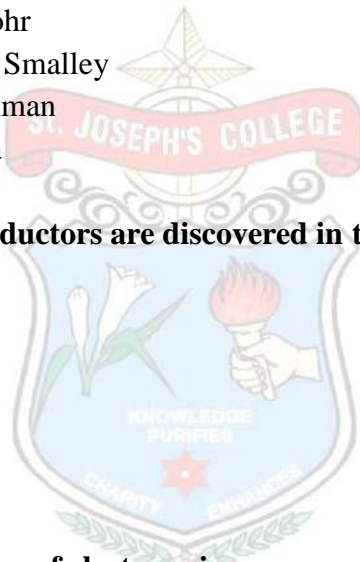 ohr
Smalley
man
ST. JOSEPH'S COLLEGE
ductors are discovered in t
KNOWLEDGE
PURIFIES
CHARITY
ENHANCES